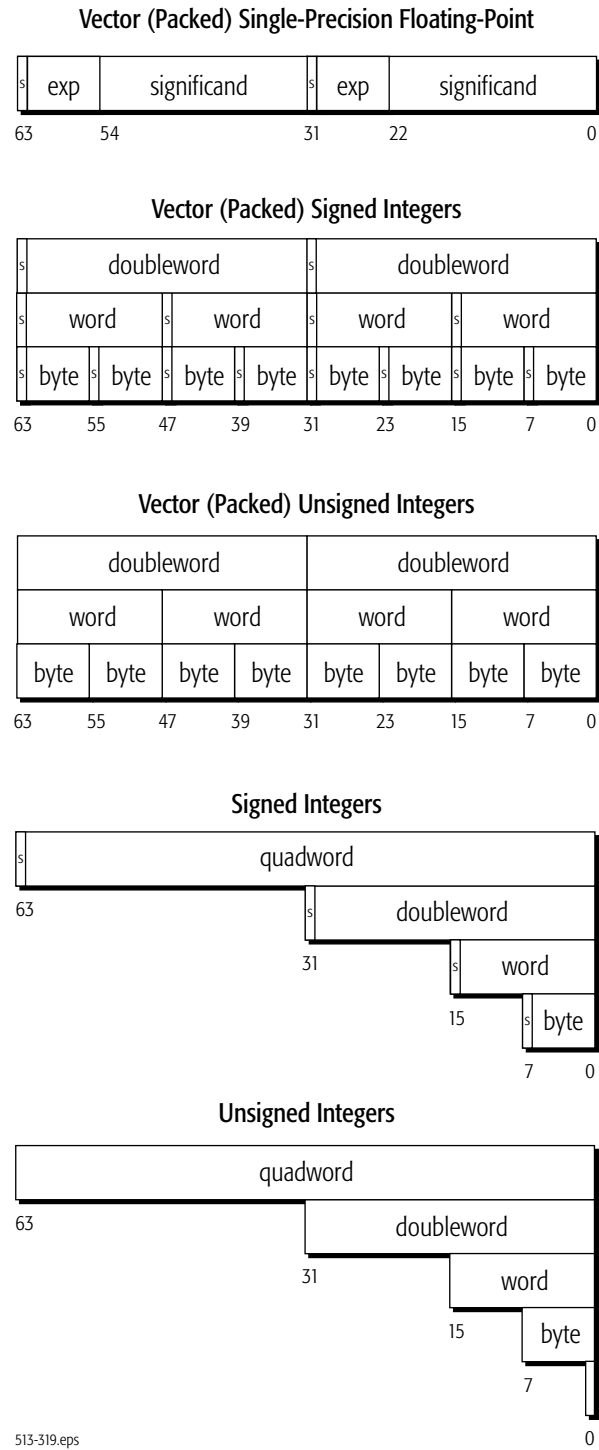 Vector (Packed) Single-Precision Floating-Point
s exp significand s exp significand
63 54 31 22 0
Vector (Packed) Signed Integers
s doubleword s doubleword
s word s word s word s word
s byte s byte s byte s byte s byte s byte s byte s byte
63 55 47 39 31 23 15 7 0
Vector (Packed) Unsigned Integers
doubleword doubleword
word word word word
byte byte byte byte byte byte byte byte
63 55 47 39 31 23 15 7 0
Signed Integers
s quadword
63 s doubleword
31 s word
15 s byte
7 0
Unsigned Integers
quadword
63 doubleword
31 word
15 byte
7
513-319.eps 0